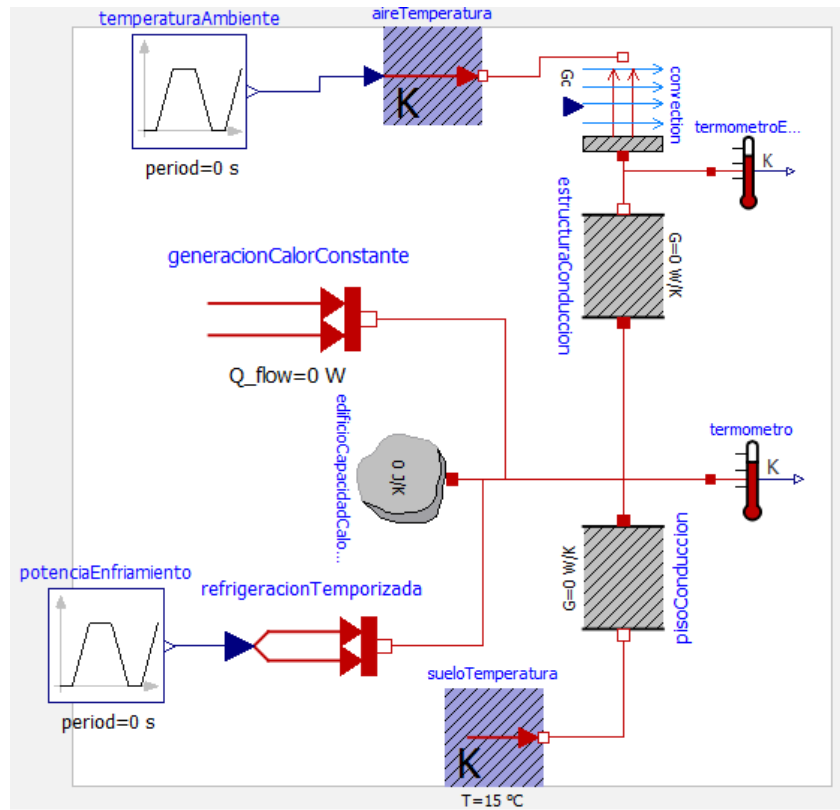 temperaturaAmbiente
aireTemperatura
K
period=0 s
Gc
convection
termometroE...
K
estructuraConduccion
G=0 W/K
generacionCalorConstante
Q_flow=0 W
edificioCapacidadCalo...
0 J/K
termometro
K
G=0 W/K
pisoConduccion
potenciaEnfriamiento
refrigeracionTemporizada
period=0 s
sueloTemperatura
K
T=15 ºC